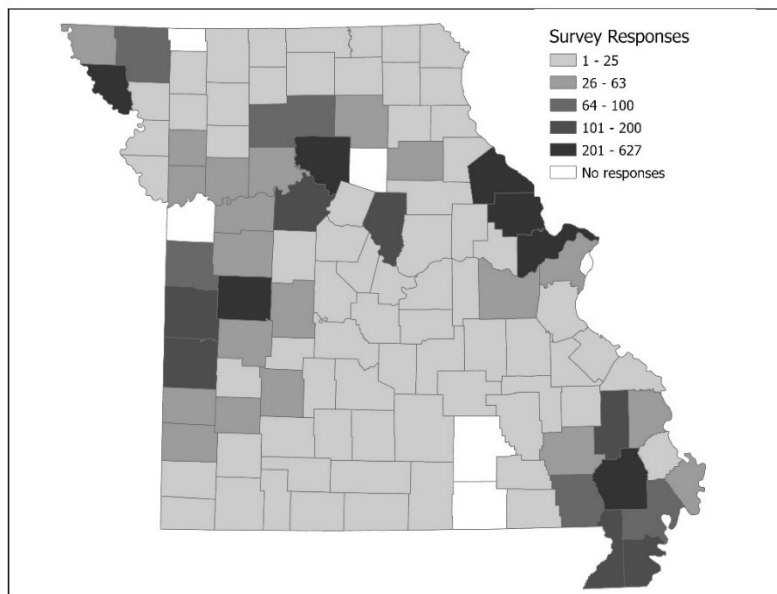 Survey Responses
1 - 25
26 - 63
64 - 100
101 - 200
201 - 627
No responses